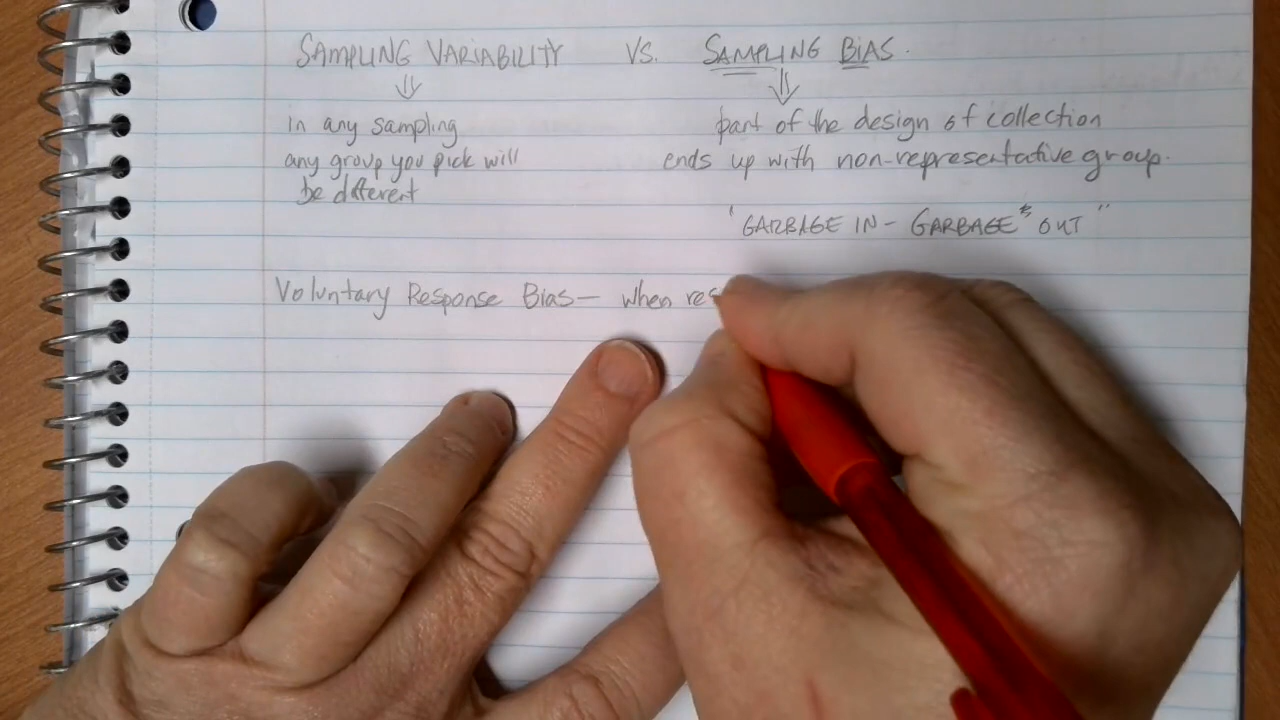 SAMPLING VARIABILITY VS. SAMPLING BIAS.
in any sampling
any group you pick will
be different
part of the design of collection
ends up with non-representative group.
"GARBAGE IN - GARBAGE* OUT"
Voluntary Response Bias — when res